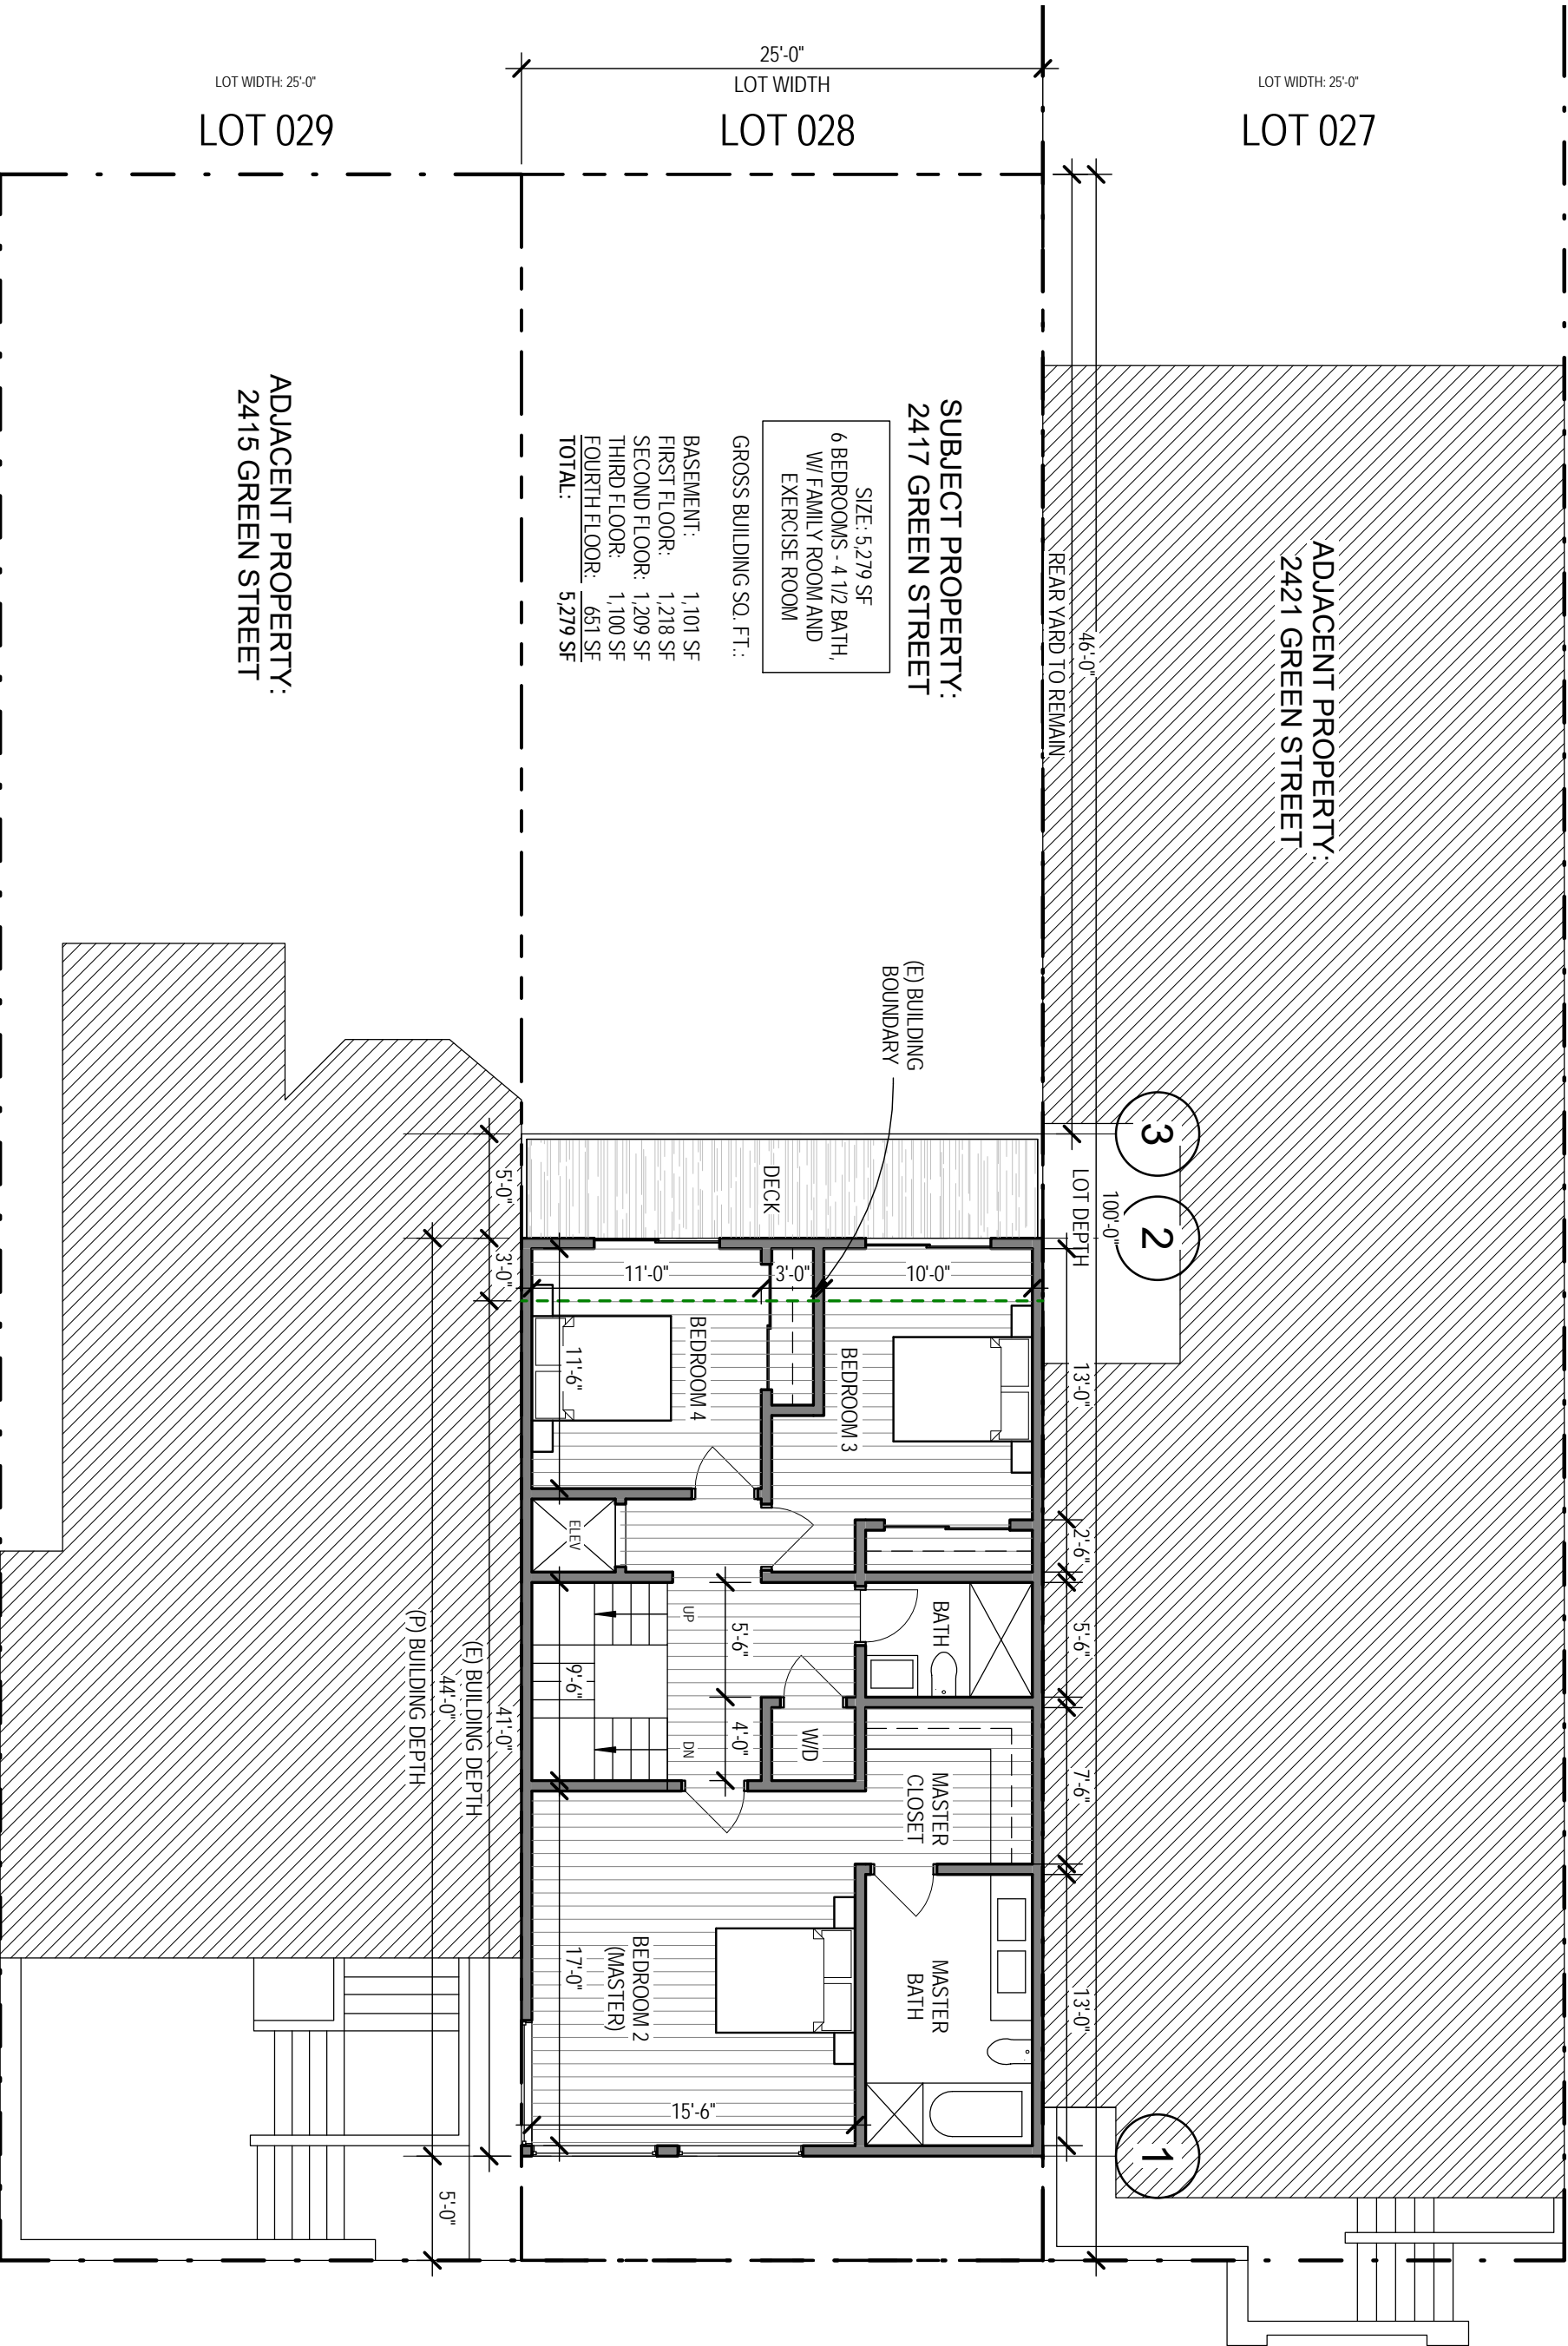 25'-0"
LOT WIDTH: 25'-0"
LOT WIDTH
LOT WIDTH: 25'-0"
LOT 029
LOT 028
LOT 027
ADJACENT PROPERTY:
2421 GREEN STREET
46'-0"
REAR YARD TO REMAIN
SUBJECT PROPERTY:
2417 GREEN STREET
SIZE: 5,279 SF
6 BEDROOMS - 4 1/2 BATH,
W/ FAMILY ROOM AND
EXERCISE ROOM
GROSS BUILDING SQ. FT.:
BASEMENT: 1,101 SF
FIRST FLOOR: 1,218 SF
SECOND FLOOR: 1,209 SF
THIRD FLOOR: 1,100 SF
FOURTH FLOOR: 651 SF
TOTAL: 5,279 SF
ADJACENT PROPERTY:
2415 GREEN STREET
(E) BUILDING
BOUNDARY
3
2
100'-0"
LOT DEPTH
DECK
5'-0"
3'-0"
11'-0"
3'-0"
10'-0"
BEDROOM 4
11'-6"
BEDROOM 3
13'-0"
ELEV
2'-6"
UP
5'-6"
BATH
5'-6"
9'-6"
DN
4'-0"
W/D
MASTER
CLOSET
7'-6"
41'-0"
(E) BUILDING DEPTH
44'-0"
(P) BUILDING DEPTH
BEDROOM 2
(MASTER)
17'-0"
MASTER
BATH
13'-0"
15'-6"
1
5'-0"